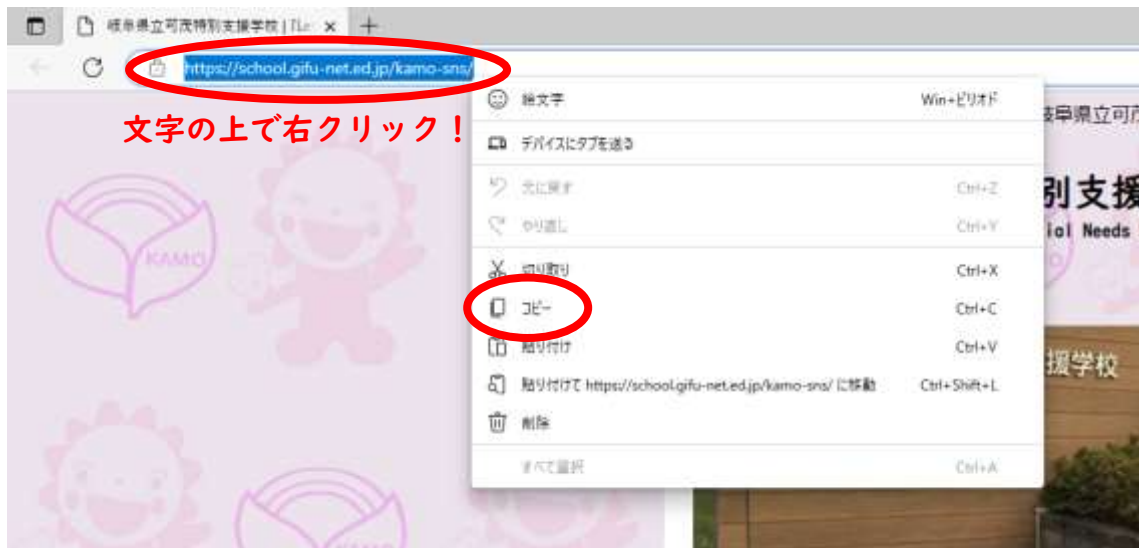 岐阜県立可茂特別支援学校 | 「Le
https://school.gifu-net.ed.jp/kamo-sns/
文字の上で右クリック！
絵文字 Win+ピリオド
デバイスにタブを送る
元に戻す Ctrl+Z
やり直し Ctrl+Y
切り取り Ctrl+X
コピー Ctrl+C
貼り付け Ctrl+V
貼り付けて https://school.gifu-net.ed.jp/kamo-sns/ に移動 Ctrl+Shift+L
削除
すべて選択 Ctrl+A
岐阜県立可茂
別支援
ial Needs
援学校
KAMO